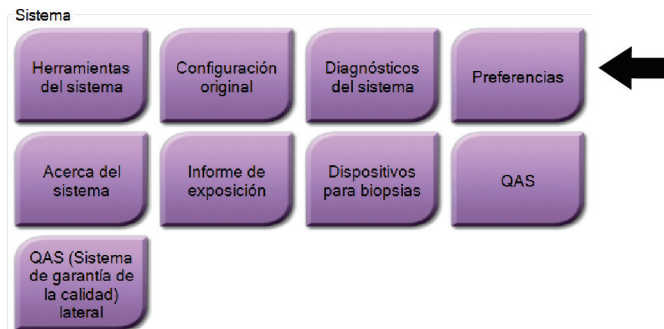 Sistema
Herramientas
del sistema
Configuración
original
Diagnósticos
del sistema
Preferencias
Acerca del
sistema
Informe de
exposición
Dispositivos
para biopsias
QAS
QAS (Sistema
de garantía de
la calidad)
lateral